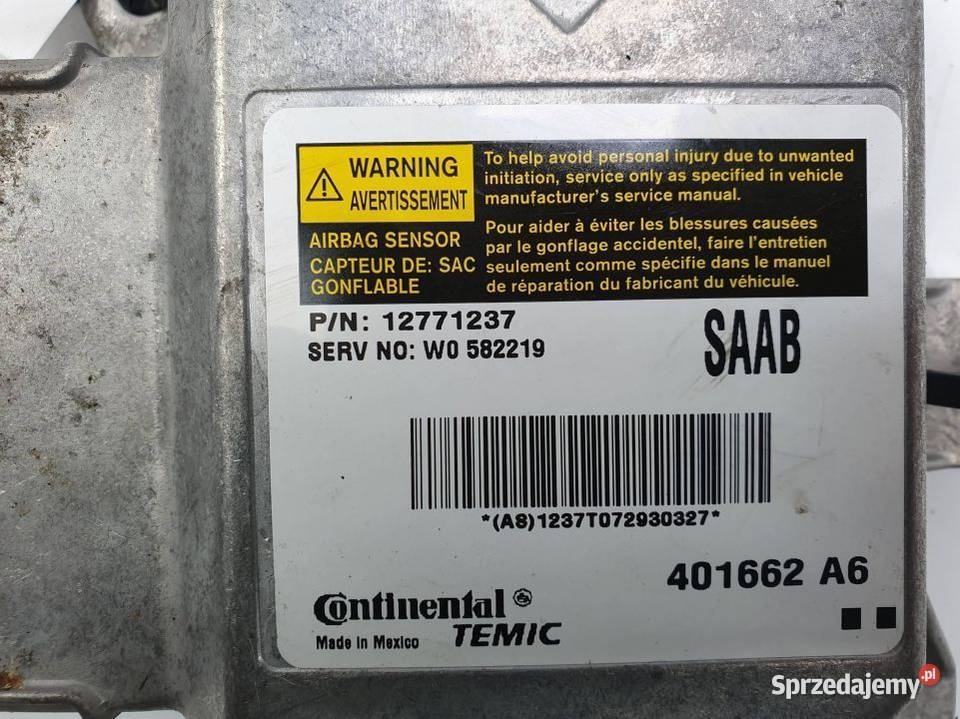 WARNING
AVERTISSEMENT
AIRBAG SENSOR
CAPTEUR DE: SAC
GONFLABLE
To help avoid personal injury due to unwanted
initiation, service only as specified in vehicle
manufacturer's service manual.
Pour aider à éviter les blessures causées
par le gonflage accidentel, faire l'entretien
seulement comme spécifie dans le manuel
de réparation du fabricant du véhicule.
P/N: 12771237
SERV NO: W0 582219
SAAB
*(A8)1237T072930327*
401662 A6
Continental
TEMIC
Made in Mexico
Sprzedajemy.pl